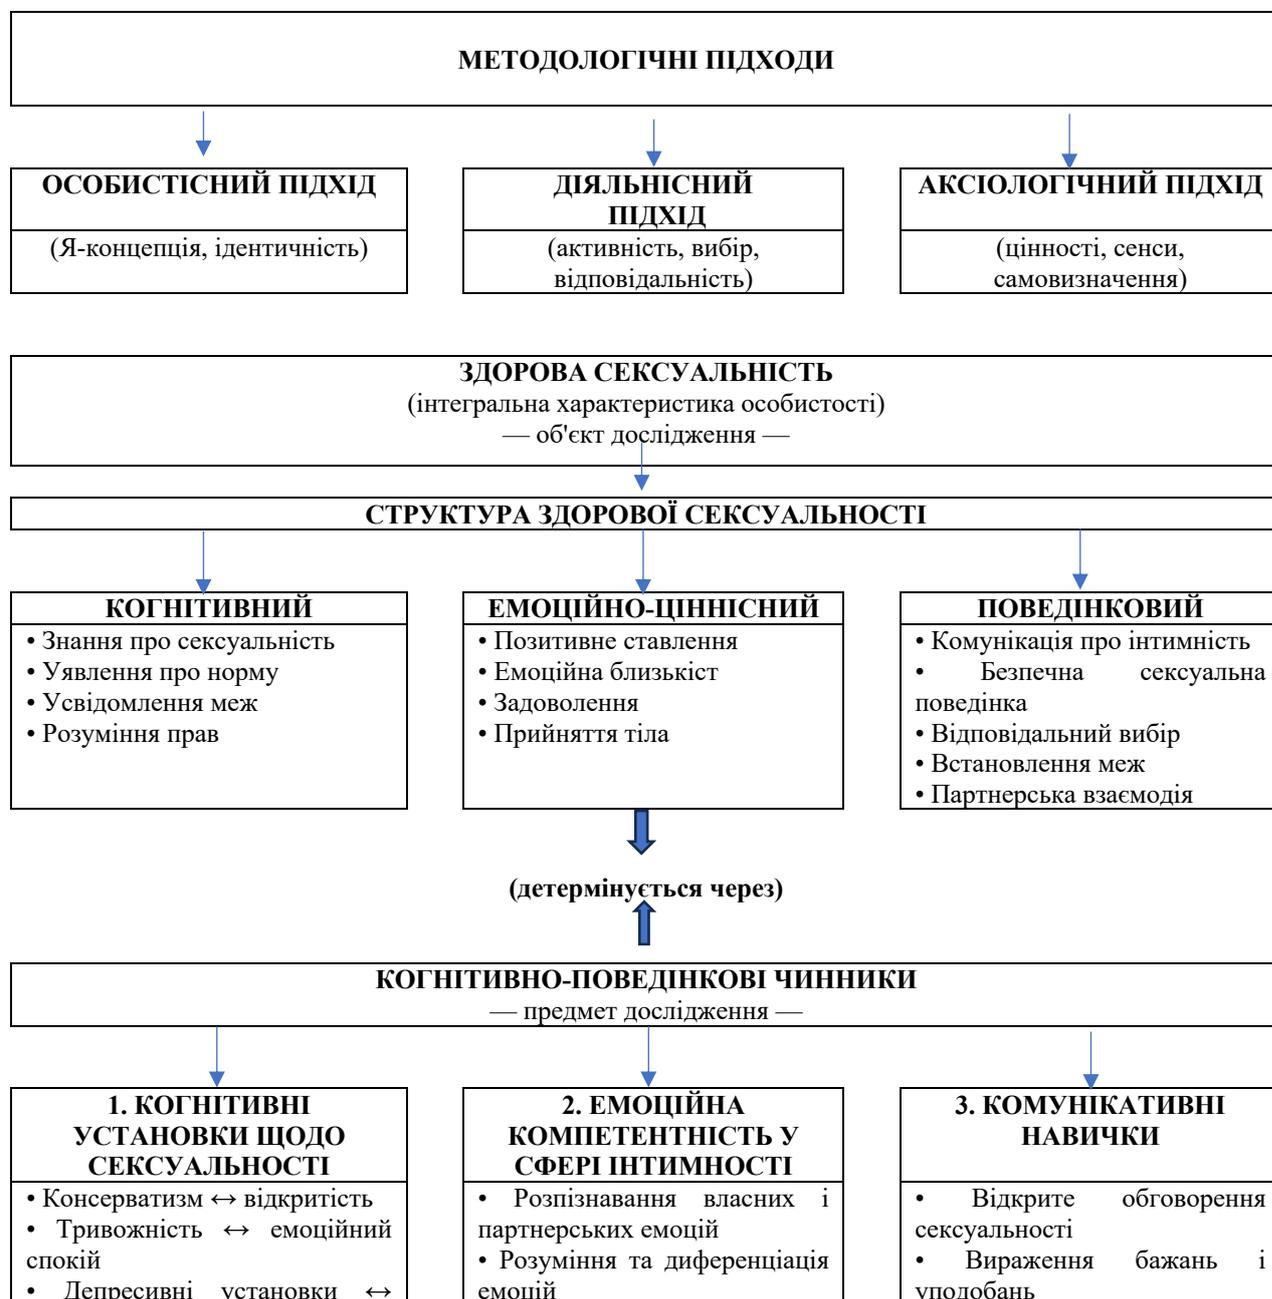 МЕТОДОЛОГІЧНІ ПІДХОДИ
ОСОБИСТІСНИЙ ПІДХІД
(Я-концепція, ідентичність)
ДІЯЛЬНІСНИЙ
ПІДХІД
(активність, вибір,
відповідальність)
АКСІОЛОГІЧНИЙ ПІДХІД
(цінності, сенси,
самовизначення)
ЗДОРОВА СЕКСУАЛЬНІСТЬ
(інтегральна характеристика особистості)
— об'єкт дослідження —
СТРУКТУРА ЗДОРОВОЇ СЕКСУАЛЬНОСТІ
КОГНІТИВНИЙ
• Знання про сексуальність
• Уявлення про норму
• Усвідомлення меж
• Розуміння прав
ЕМОЦІЙНО-ЦІННІСНИЙ
• Позитивне ставлення
• Емоційна близькіст
• Задоволення
• Прийняття тіла
ПОВЕДІНКОВИЙ
• Комунікація про інтимність
• Безпечна сексуальна
поведінка
• Відповідальний вибір
• Встановлення меж
• Партнерська взаємодія
(детермінується через)
КОГНІТИВНО-ПОВЕДІНКОВІ ЧИННИКИ
— предмет дослідження —
1. КОГНІТИВНІ
УСТАНОВКИ ЩОДО
СЕКСУАЛЬНОСТІ
• Консерватизм ↔ відкритість
• Тривожність ↔ емоційний
спокій
• Депресивні установки ↔
2. ЕМОЦІЙНА
КОМПЕТЕНТНІСТЬ У
СФЕРІ ІНТИМНОСТІ
• Розпізнавання власних і
партнерських емоцій
• Розуміння та диференціація
емоцій
3. КОМУНІКАТИВНІ
НАВИЧКИ
• Відкрите обговорення
сексуальності
• Вираження бажань і
уподобань